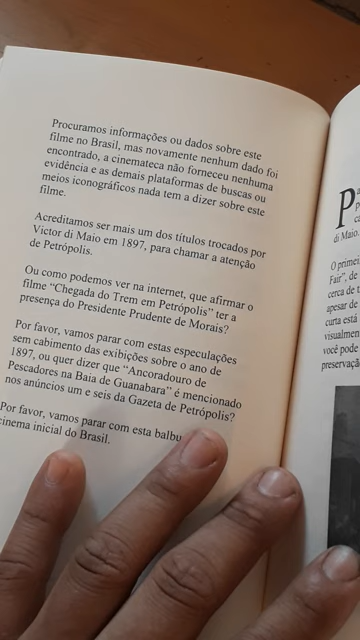 Procuramos informações ou dados sobre este
filme no Brasil, mas novamente nenhum dado foi
encontrado, a cinemateca não forneceu nenhuma
evidência e as demais plataformas de buscas ou
meios iconográficos nada tem a dizer sobre este
filme.
Acreditamos ser mais um dos títulos trocados por
Victor di Maio em 1897, para chamar a atenção
de Petrópolis.
Ou como podemos ver na internet, que afirmar o
filme “Chegada do Trem em Petrópolis” ter a
presença do Presidente Prudente de Morais?
Por favor, vamos parar com estas especulações
sem cabimento das exibições sobre o ano de
1897, ou quer dizer que “Ancoradouro de
Pescadores na Baia de Guanabara” é mencionado
nos anúncios um e seis da Gazeta de Petrópolis?
Por favor, vamos parar com esta
cinema inicial do Brasil.
di Maio.
O primei
Fair”, de
cerca de
apesar de
curta está
visualmen
você pode
preservaçã